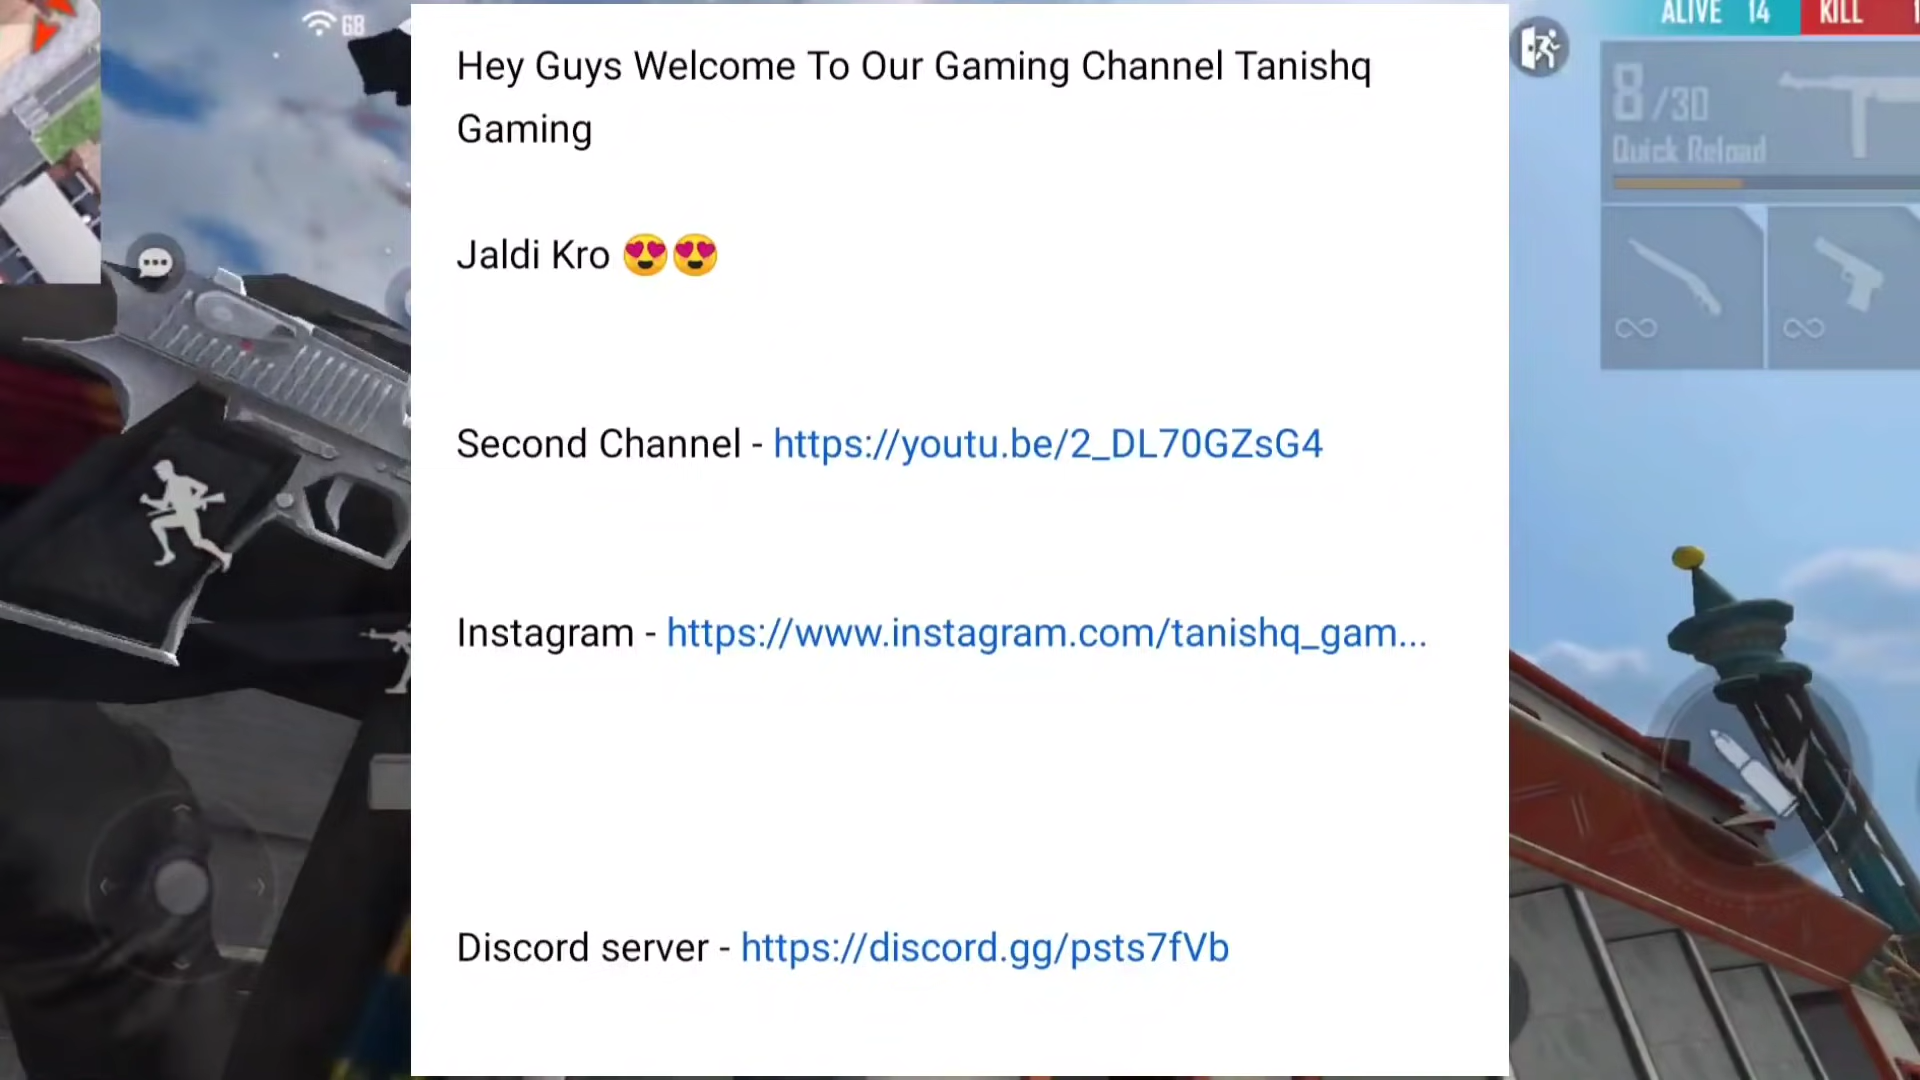 68
ALIVE 14 KILL
8/30
Quick Reload
Hey Guys Welcome To Our Gaming Channel Tanishq
Gaming
Jaldi Kro 😍😍
Second Channel - https://youtu.be/2_DL70GZsG4
Instagram - https://www.instagram.com/tanishq_gam...
Discord server - https://discord.gg/psts7fVb